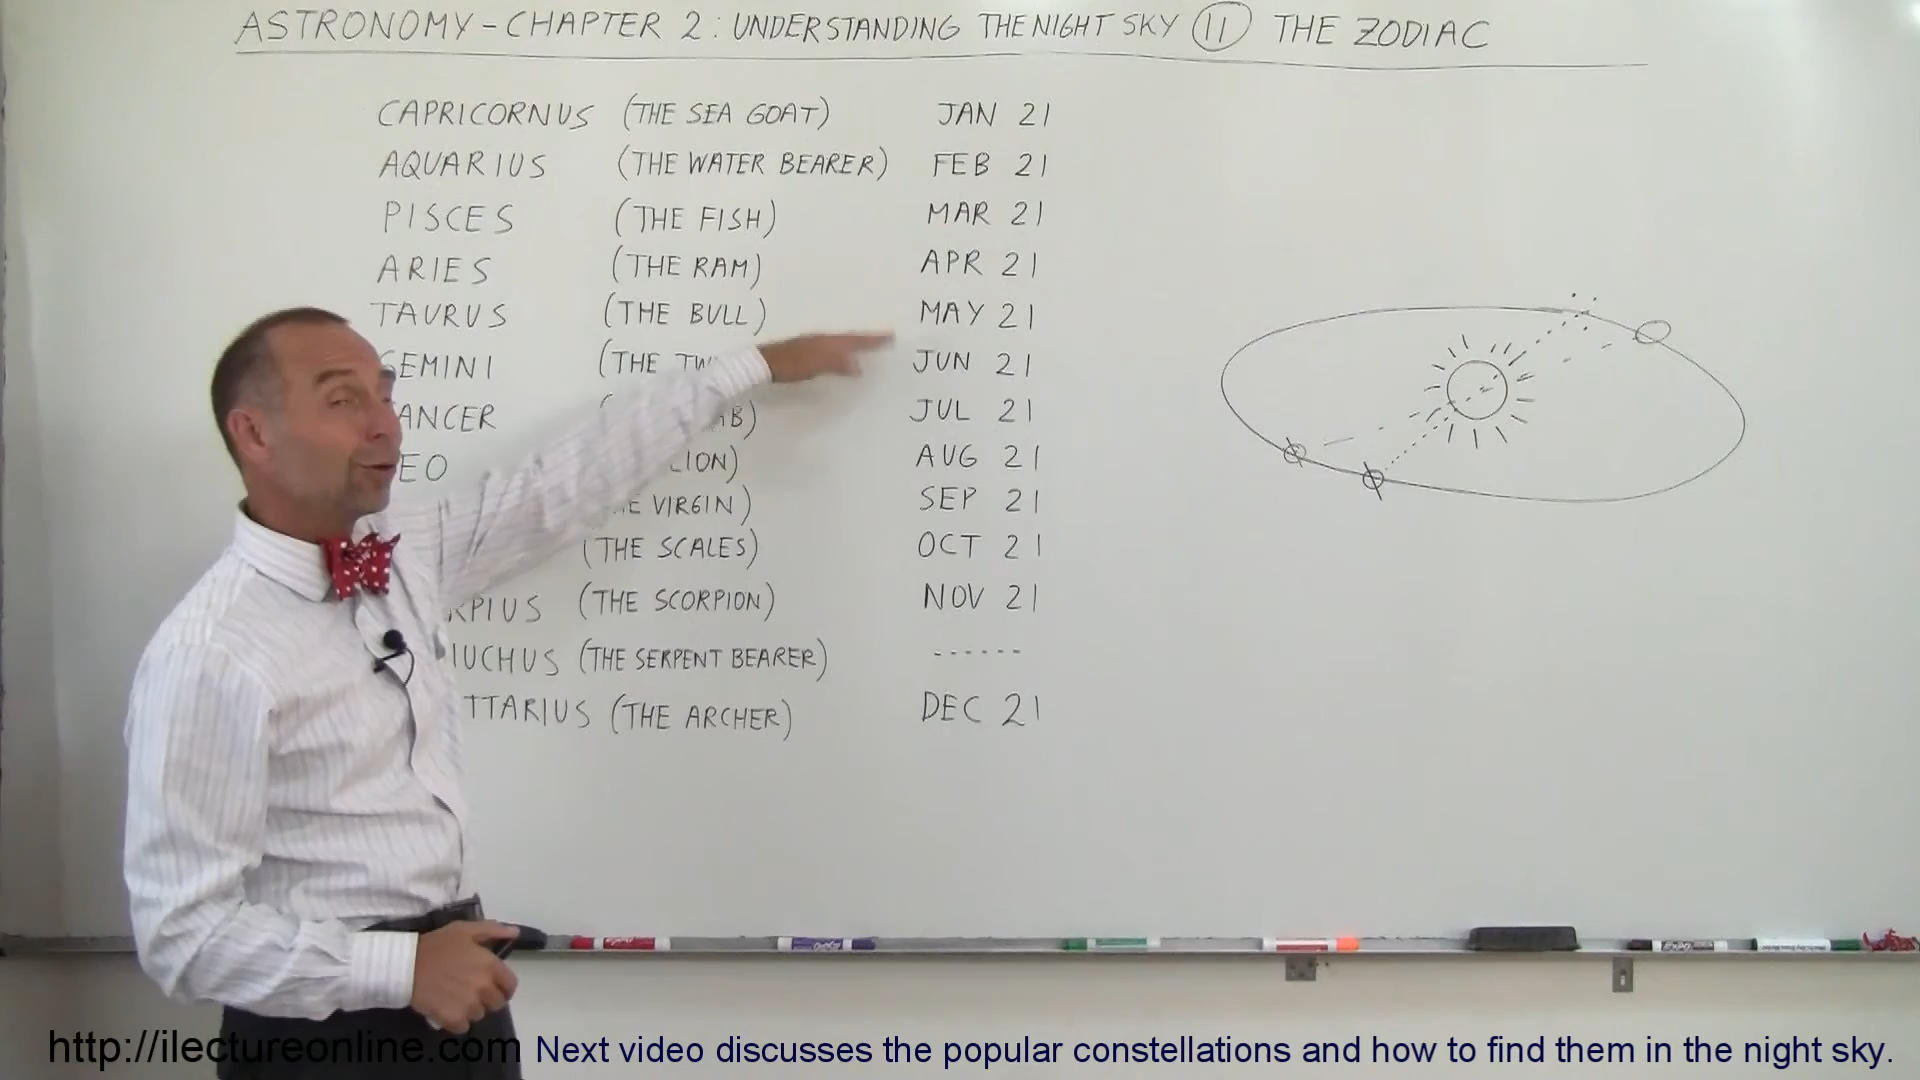 ASTRONOMY - CHAPTER 2: UNDERSTANDING THE NIGHT SKY 11 THE ZODIAC
CAPRICORNUS (THE SEA GOAT) JAN 21
AQUARIUS (THE WATER BEARER) FEB 21
PISCES (THE FISH) MAR 21
ARIES (THE RAM) APR 21
TAURUS (THE BULL) MAY 21
GEMINI (THE JUN 21
ANCER JUL 21
EO LION) AUG 21
VIRGIN) SEP 21
(THE SCALES) OCT 21
RPIUS (THE SCORPION) NOV 21
IUCHUS (THE SERPENT BEARER) ------
TTARIUS (THE ARCHER) DEC 21
http://ilectureonline.com Next video discusses the popular constellations and how to find them in the night sky.